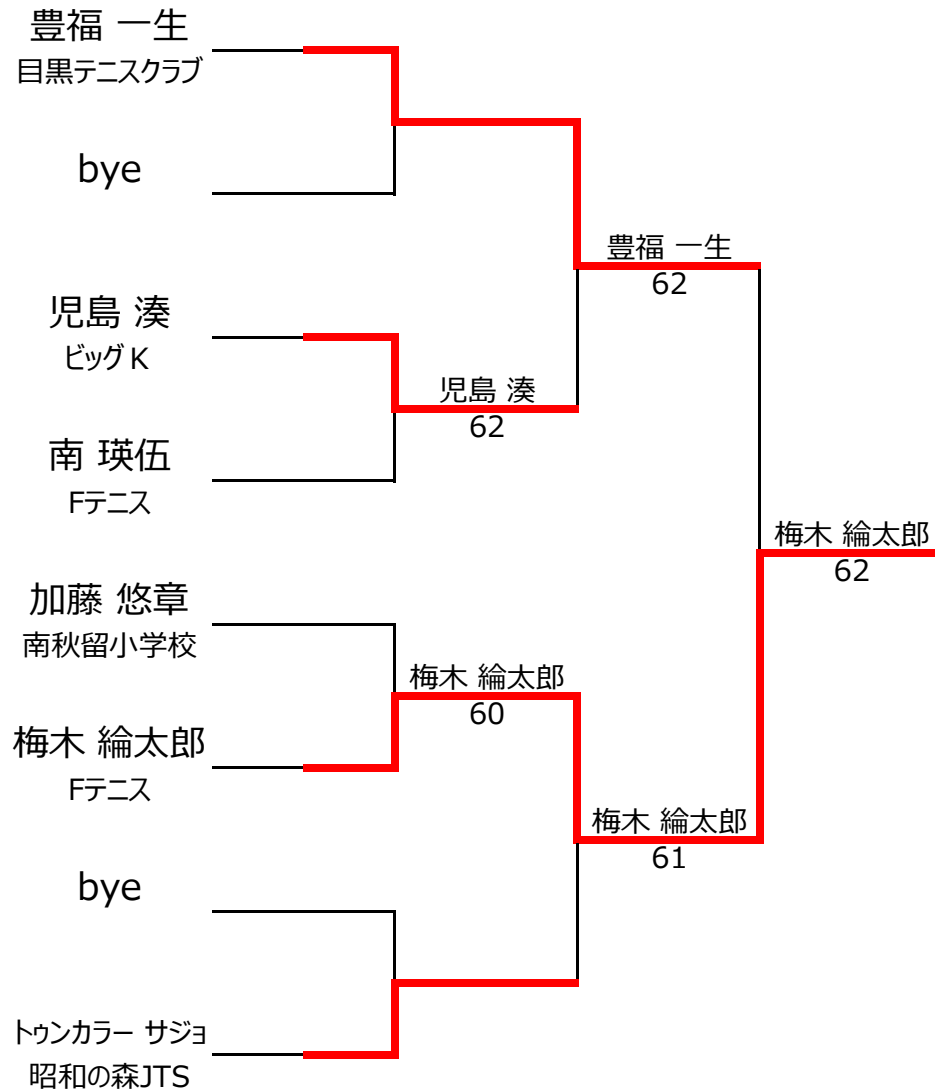 豊福 一生
目黒テニスクラブ
bye
豊福 一生
62
児島 湊
ビッグ K
児島 湊
62
南 瑛伍
Fテニス
梅木 綸太郎
62
加藤 悠章
南秋留小学校
梅木 綸太郎
60
梅木 綸太郎
Fテニス
梅木 綸太郎
61
bye
トゥンカラー サジョ
昭和の森JTS